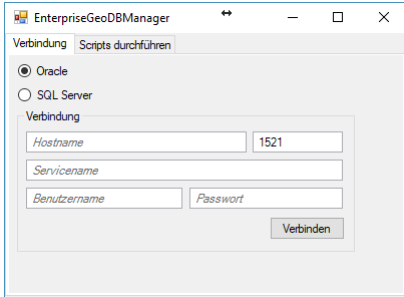 EnterpriseGeoDBManager
Verbindung Scripts durchführen
Oracle
SQL Server
Verbindung
Hostname 1521
Servicename
Benutzername Passwort
Verbinden